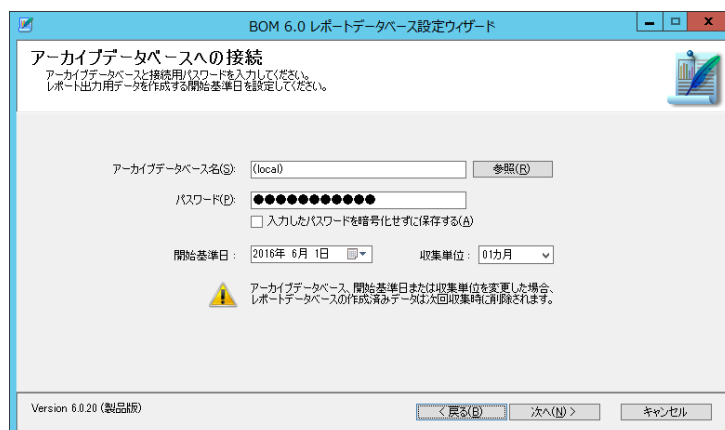 BOM 6.0 レポートデータベース設定ウィザード
アーカイブデータベースへの接続
アーカイブデータベースと接続用パスワードを入力してください。
レポート出力用データを作成する開始基準日を設定してください。
アーカイブデータベース名(S): (local) 参照(R)
パスワード(P): ●●●●●●●●●●●
入力したパスワードを暗号化せずに保存する(A)
開始基準日： 2016年 6月 1日 収集単位： 01カ月
アーカイブデータベース、開始基準日または収集単位を変更した場合、
レポートデータベースの作成済みデータは次回収集時に削除されます。
Version 6.0.20 (製品版) < 戻る(B) 次へ(N) > キャンセル